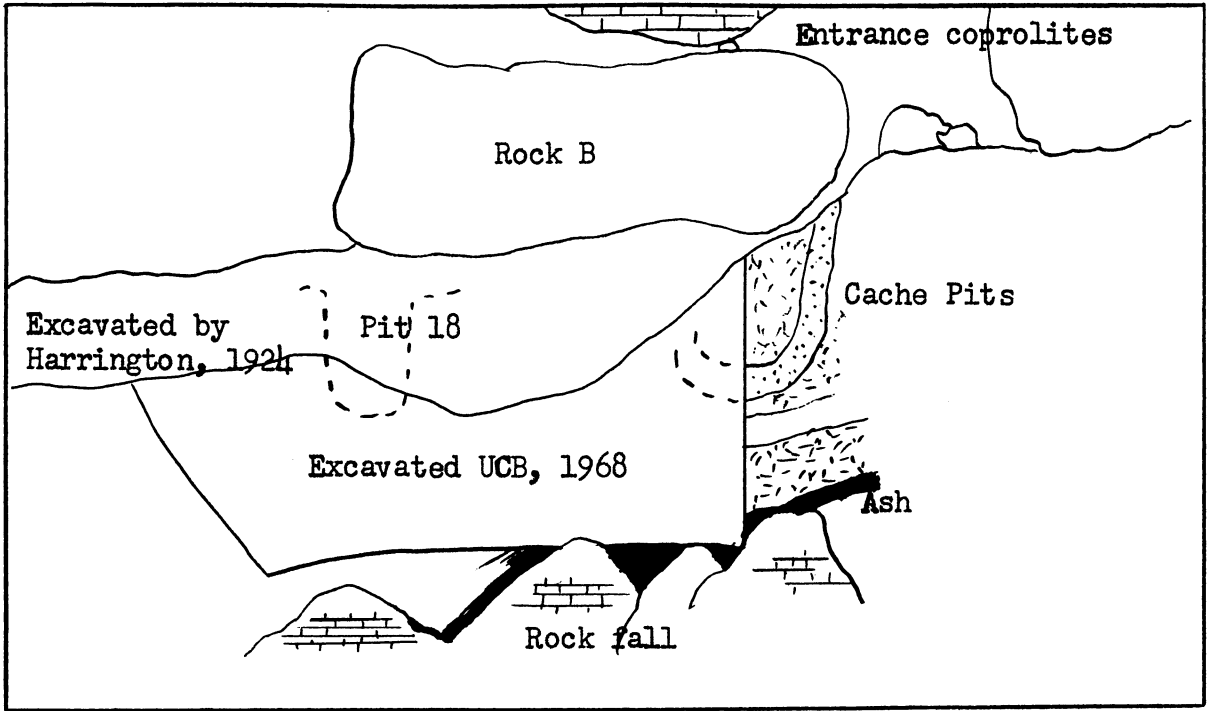 Entrance coprolites
Rock B
Cache Pits
Excavated by
Harrington, 1924
Pit 18
Excavated UCB, 1968
Ash
Rock fall